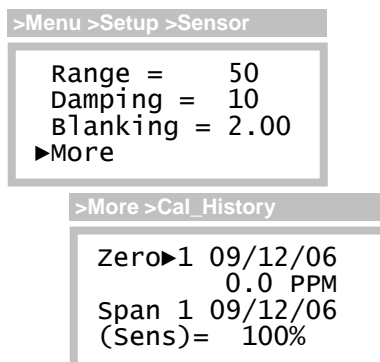 >Menu >Setup >Sensor
Range = 50
Damping = 10
Blanking = 2.00
►More
>More >Cal_History
Zero►1 09/12/06
0.0 PPM
Span 1 09/12/06
(Sens)= 100%